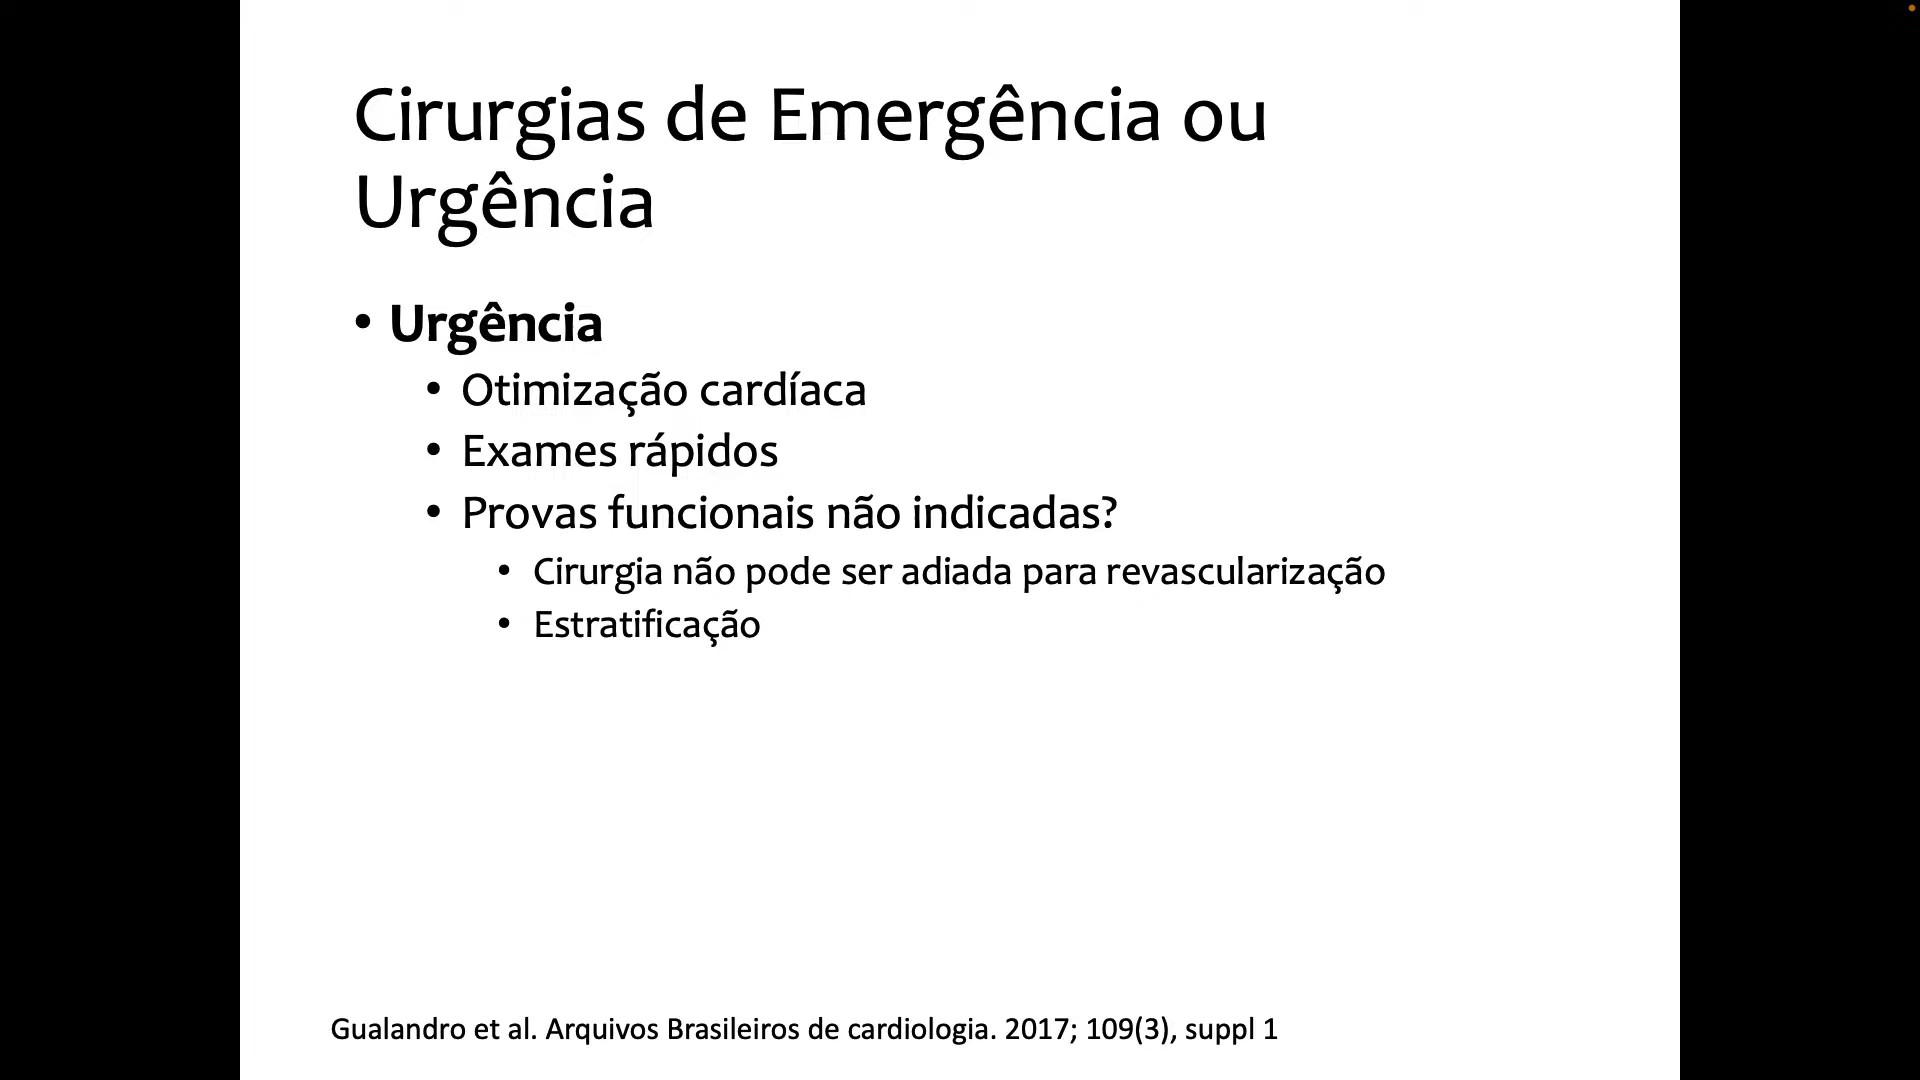 Cirurgias de Emergência ou
Urgência
• Urgência
• Otimização cardíaca
• Exames rápidos
• Provas funcionais não indicadas?
• Cirurgia não pode ser adiada para revascularização
• Estratificação
Gualandro et al. Arquivos Brasileiros de cardiologia. 2017; 109(3), suppl 1